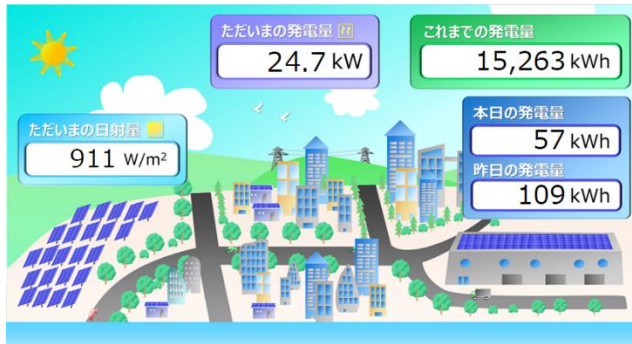 ただいまの発電量
24.7 kW
これまでの発電量
15,263 kWh
ただいまの日射量
911 W/m²
本日の発電量
57 kWh
昨日の発電量
109 kWh